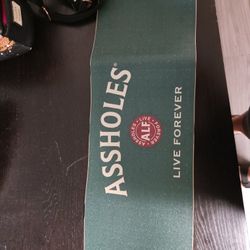 ASSHOLES®
ASSHOLES • LIVE • FOREVER •
ALF
LIVE FOREVER